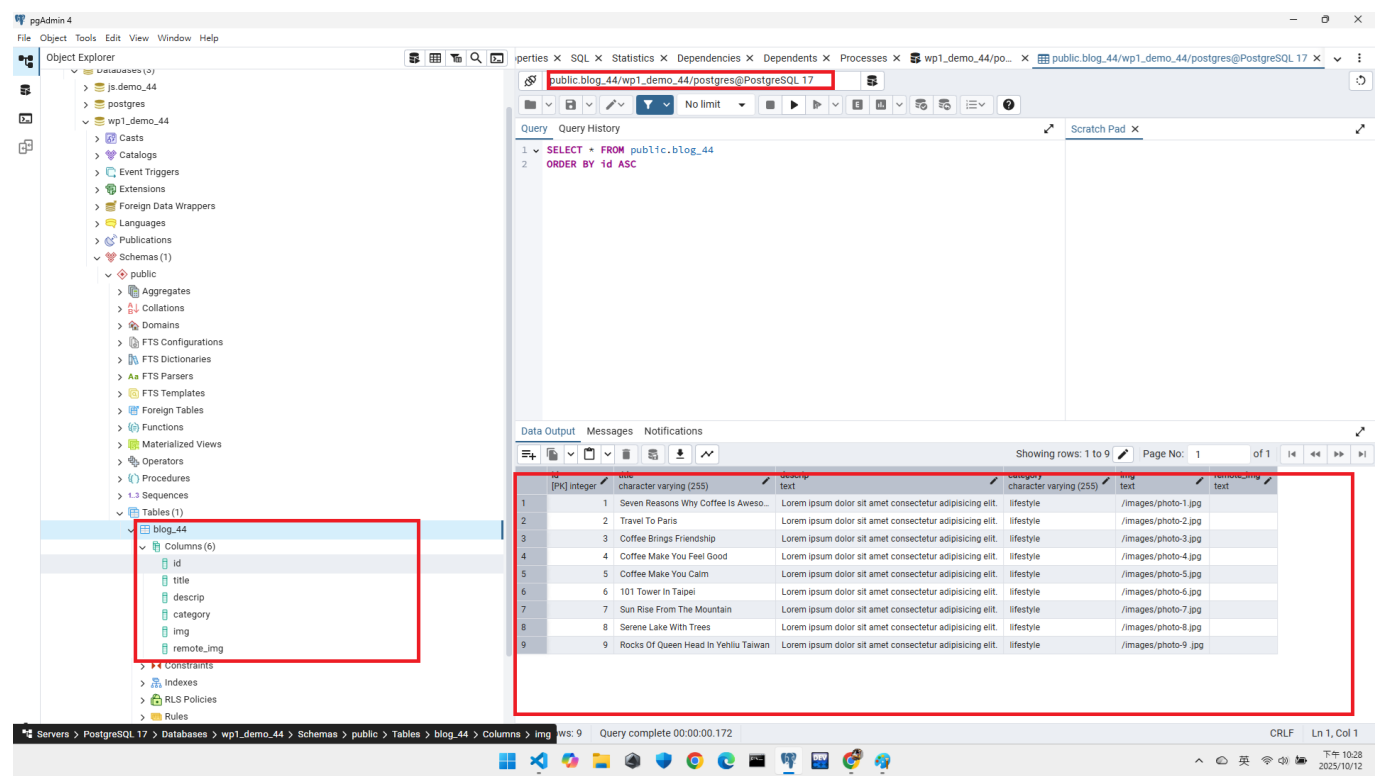 pgAdmin 4
File Object Tools Edit View Window Help
Object Explorer
Databases (3)
js.demo_44
postgres
wp1_demo_44
Casts
Catalogs
Event Triggers
Extensions
Foreign Data Wrappers
Languages
Publications
Schemas (1)
public
Aggregates
Collations
Domains
FTS Configurations
FTS Dictionaries
Aa FTS Parsers
FTS Templates
Foreign Tables
Functions
Materialized Views
Operators
Procedures
1..3 Sequences
Tables (1)
blog_44
Columns (6)
id
title
descrip
category
img
remote_img
Constraints
Indexes
RLS Policies
Rules
Servers > PostgreSQL 17 > Databases > wp1_demo_44 > Schemas > public > Tables > blog_44 > Columns > img
perties × SQL × Statistics × Dependencies × Dependents × Processes × wp1_demo_44/po... × public.blog_44/wp1_demo_44/postgres@PostgreSQL 17 ×
public.blog_44/wp1_demo_44/postgres@PostgreSQL 17
No limit
Query Query History
Scratch Pad ×
1 SELECT * FROM public.blog_44
2 ORDER BY id ASC
Data Output Messages Notifications
Showing rows: 1 to 9 Page No: 1 of 1
id title descrip category img remote_img
[PK] integer character varying (255) text character varying (255) text text
1 1 Seven Reasons Why Coffee Is Aweso... Lorem ipsum dolor sit amet consectetur adipisicing elit. lifestyle /images/photo-1.jpg
2 2 Travel To Paris Lorem ipsum dolor sit amet consectetur adipisicing elit. lifestyle /images/photo-2.jpg
3 3 Coffee Brings Friendship Lorem ipsum dolor sit amet consectetur adipisicing elit. lifestyle /images/photo-3.jpg
4 4 Coffee Make You Feel Good Lorem ipsum dolor sit amet consectetur adipisicing elit. lifestyle /images/photo-4.jpg
5 5 Coffee Make You Calm Lorem ipsum dolor sit amet consectetur adipisicing elit. lifestyle /images/photo-5.jpg
6 6 101 Tower In Taipei Lorem ipsum dolor sit amet consectetur adipisicing elit. lifestyle /images/photo-6.jpg
7 7 Sun Rise From The Mountain Lorem ipsum dolor sit amet consectetur adipisicing elit. lifestyle /images/photo-7.jpg
8 8 Serene Lake With Trees Lorem ipsum dolor sit amet consectetur adipisicing elit. lifestyle /images/photo-8.jpg
9 9 Rocks Of Queen Head In Yehliu Taiwan Lorem ipsum dolor sit amet consectetur adipisicing elit. lifestyle /images/photo-9 .jpg
ws: 9 Query complete 00:00:00.172 CRLF Ln 1, Col 1
英
下午 10:28
2025/10/12